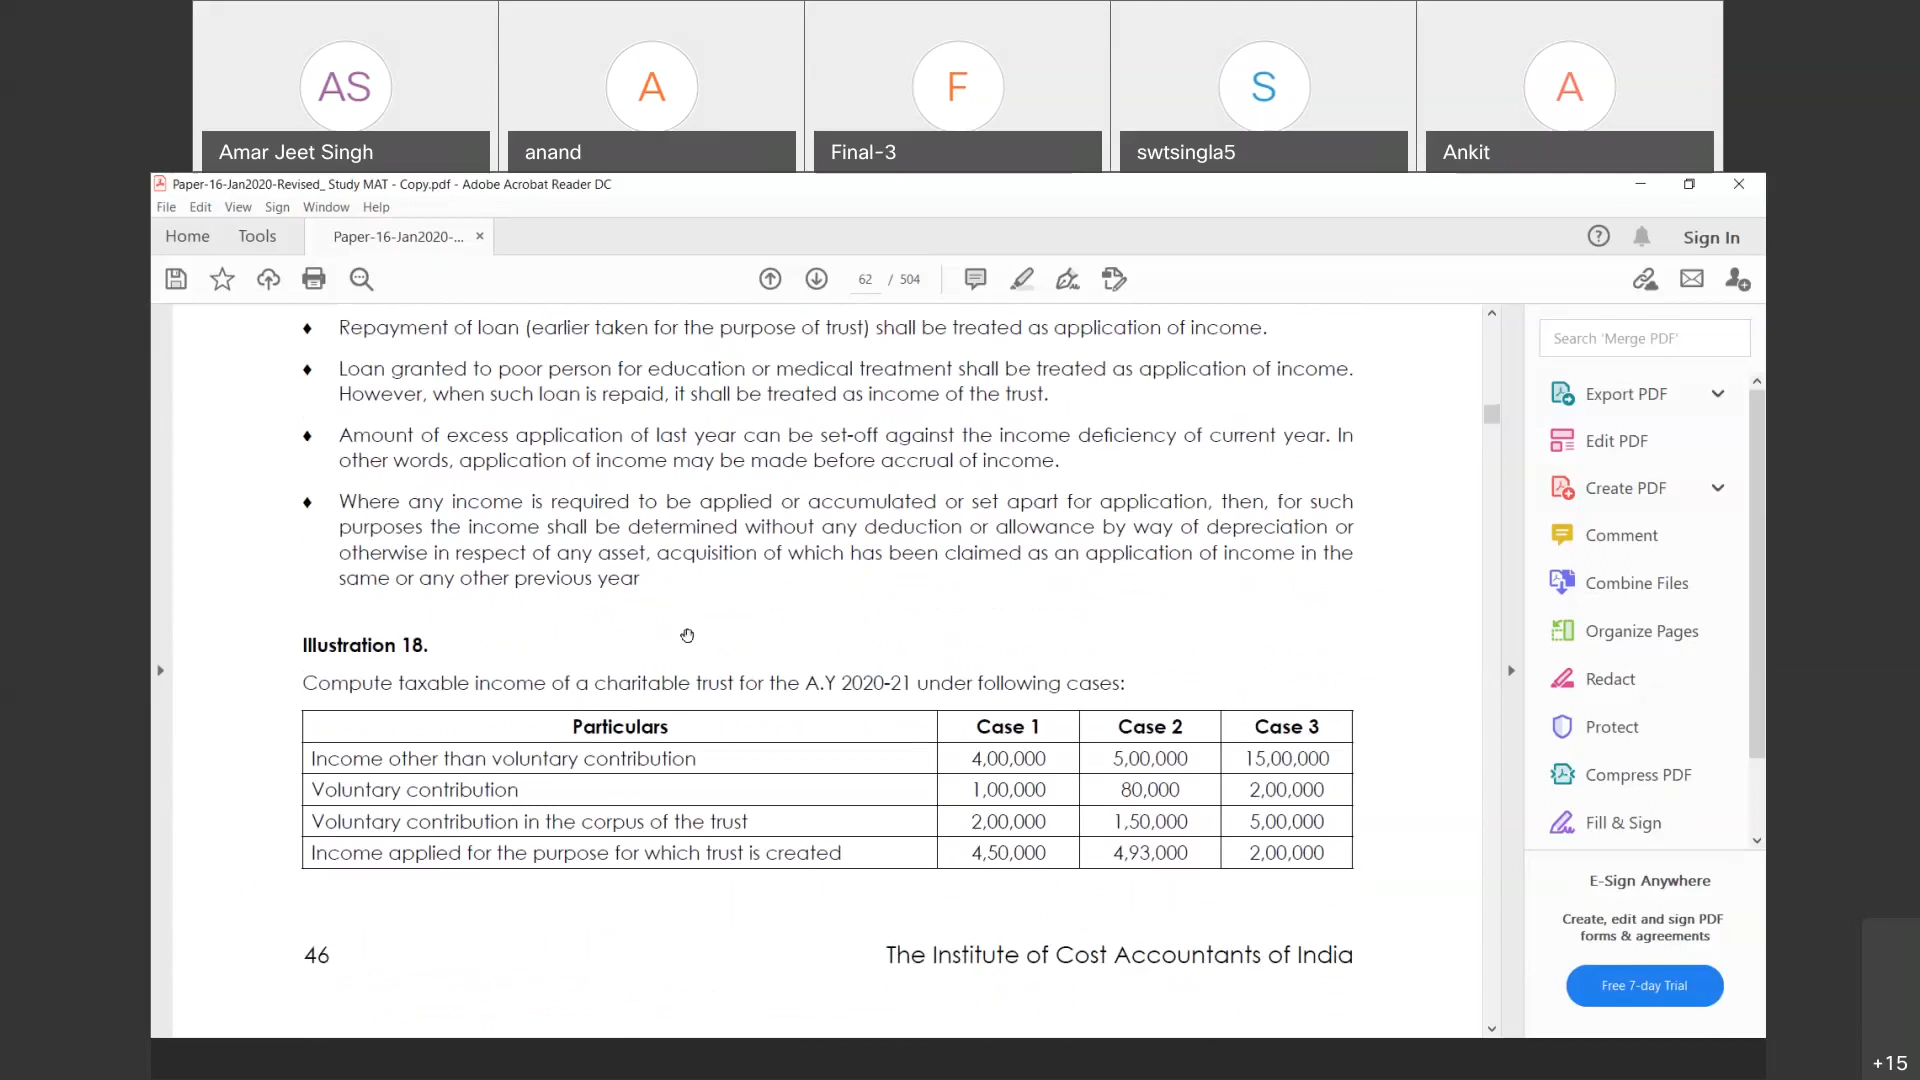 AS A F S A
Amar Jeet Singh anand Final-3 swtsingla5 Ankit
Paper-16-Jan2020-Revised_ Study MAT - Copy.pdf - Adobe Acrobat Reader DC
File Edit View Sign Window Help
Home Tools Paper-16-Jan2020-... × Sign In
62 / 504
Repayment of loan (earlier taken for the purpose of trust) shall be treated as application of income.
Loan granted to poor person for education or medical treatment shall be treated as application of income.
However, when such loan is repaid, it shall be treated as income of the trust.
Amount of excess application of last year can be set-off against the income deficiency of current year. In
other words, application of income may be made before accrual of income.
Where any income is required to be applied or accumulated or set apart for application, then, for such
purposes the income shall be determined without any deduction or allowance by way of depreciation or
otherwise in respect of any asset, acquisition of which has been claimed as an application of income in the
same or any other previous year
Illustration 18.
Compute taxable income of a charitable trust for the A.Y 2020-21 under following cases:
Particulars Case 1 Case 2 Case 3
Income other than voluntary contribution 4,00,000 5,00,000 15,00,000
Voluntary contribution 1,00,000 80,000 2,00,000
Voluntary contribution in the corpus of the trust 2,00,000 1,50,000 5,00,000
Income applied for the purpose for which trust is created 4,50,000 4,93,000 2,00,000
46 The Institute of Cost Accountants of India
Search 'Merge PDF'
Export PDF
Edit PDF
Create PDF
Comment
Combine Files
Organize Pages
Redact
Protect
Compress PDF
Fill & Sign
E-Sign Anywhere
Create, edit and sign PDF
forms & agreements
Free 7-day Trial
+15